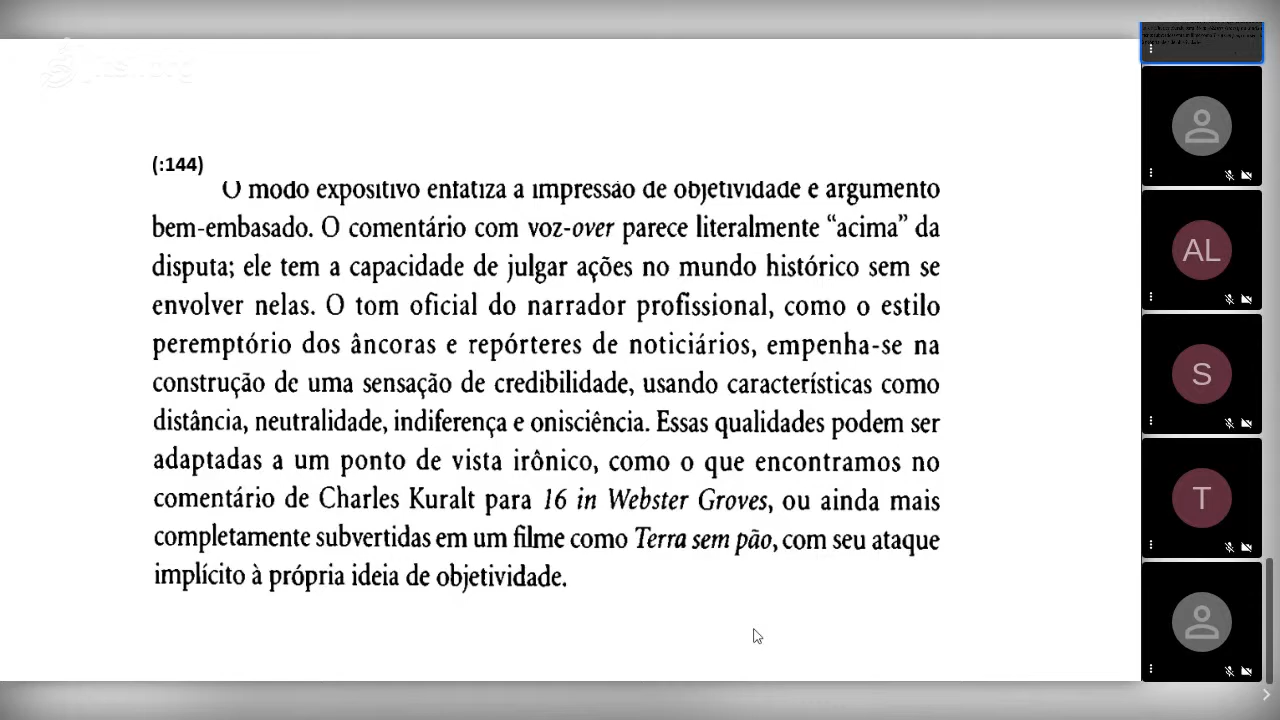 (:144)
O modo expositivo enfatiza a impressão de objetividade e argumento
bem-embasado. O comentário com voz-over parece literalmente “acima” da
disputa; ele tem a capacidade de julgar ações no mundo histórico sem se
envolver nelas. O tom oficial do narrador profissional, como o estilo
peremptório dos âncoras e repórteres de noticiários, empenha-se na
construção de uma sensação de credibilidade, usando características como
distância, neutralidade, indiferença e onisciência. Essas qualidades podem ser
adaptadas a um ponto de vista irônico, como o que encontramos no
comentário de Charles Kuralt para 16 in Webster Groves, ou ainda mais
completamente subvertidas em um filme como Terra sem pão, com seu ataque
implícito à própria ideia de objetividade.
AL
S
T